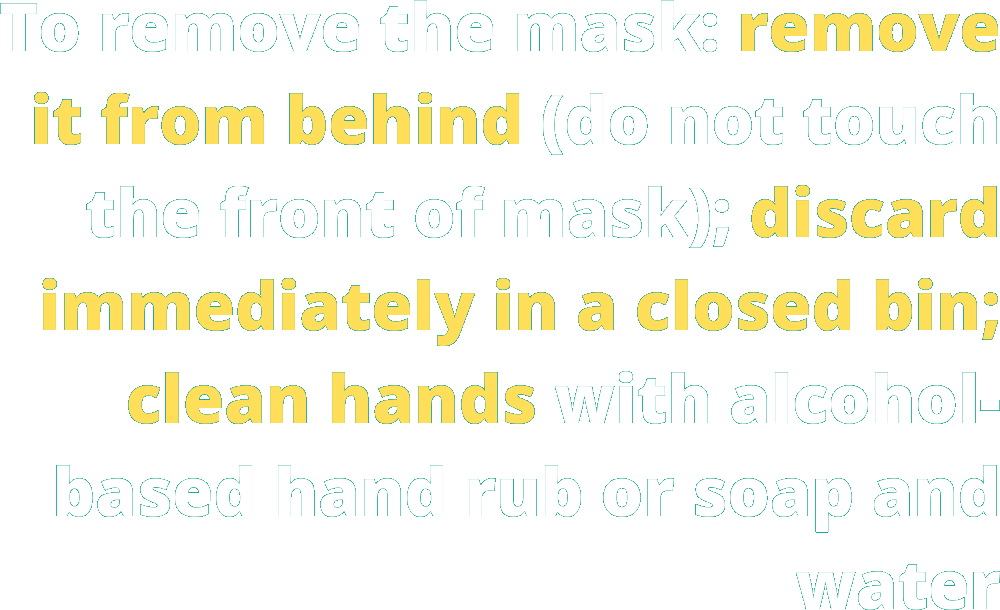 To remove the mask: remove
it from behind (do not touch
the front of mask); discard
immediately in a closed bin;
clean hands with alcohol-
based hand rub or soap and
water